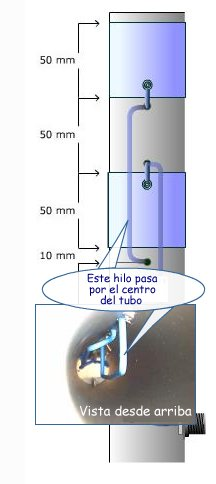 50 mm
50 mm
50 mm
10 mm
Este hilo pasa
por el centro
del tubo
Vista desde arriba